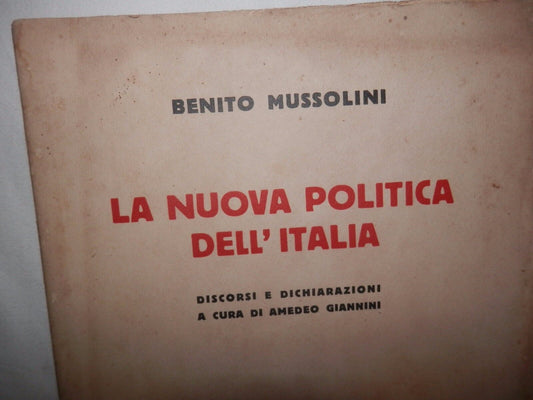 BENITO MUSSOLINI
LA NUOVA POLITICA
DELL'ITALIA
DISCORSI E DICHIARAZIONI
A CURA DI AMEDEO GIANNINI